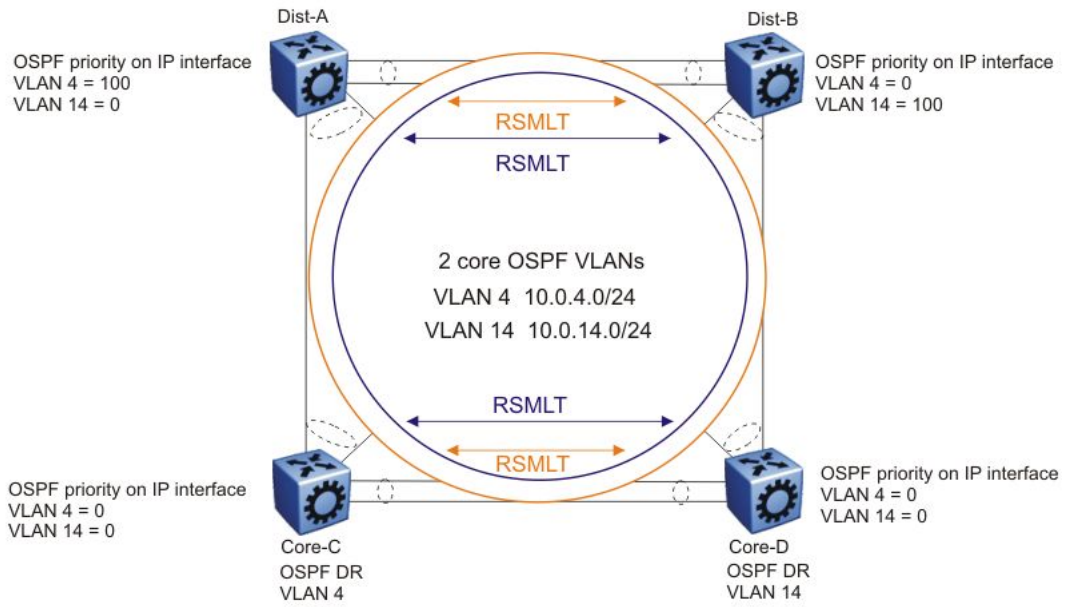 Dist-A
Dist-B
OSPF priority on IP interface
VLAN 4 = 100
VLAN 14 = 0
OSPF priority on IP interface
VLAN 4 = 0
VLAN 14 = 100
RSMLT
RSMLT
2 core OSPF VLANs
VLAN 4 10.0.4.0/24
VLAN 14 10.0.14.0/24
RSMLT
RSMLT
OSPF priority on IP interface
VLAN 4 = 0
VLAN 14 = 0
OSPF priority on IP interface
VLAN 4 = 0
VLAN 14 = 0
Core-C
OSPF DR
VLAN 4
Core-D
OSPF DR
VLAN 14